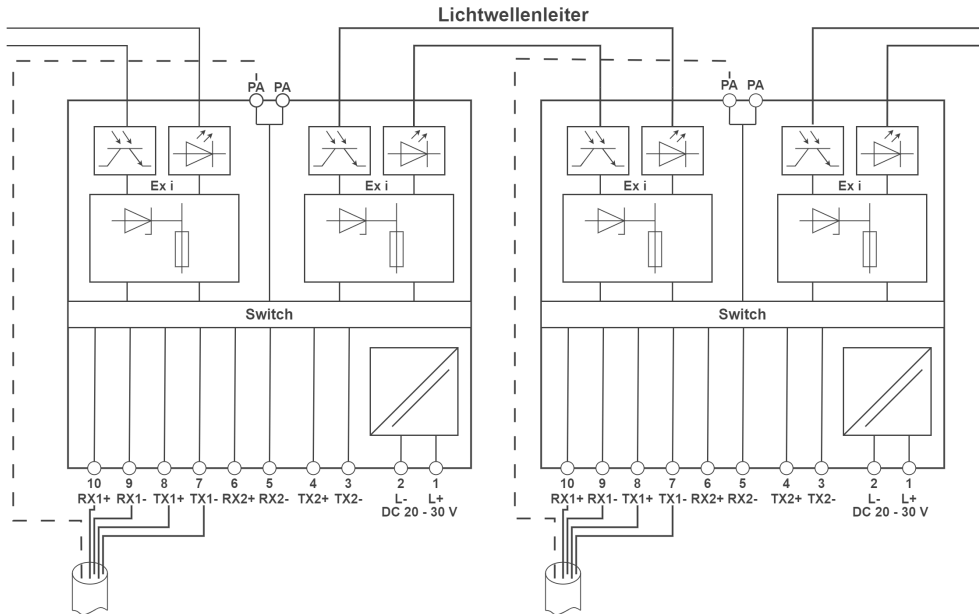 Lichtwellenleiter
PA PA PA PA
Ex i Ex i Ex i Ex i
Switch Switch
10 9 8 7 6 5 4 3 2 1 10 9 8 7 6 5 4 3 2 1
RX1+ RX1- TX1+ TX1- RX2+ RX2- TX2+ TX2- L- L+ RX1+ RX1- TX1+ TX1- RX2+ RX2- TX2+ TX2- L- L+
DC 20 - 30 V DC 20 - 30 V